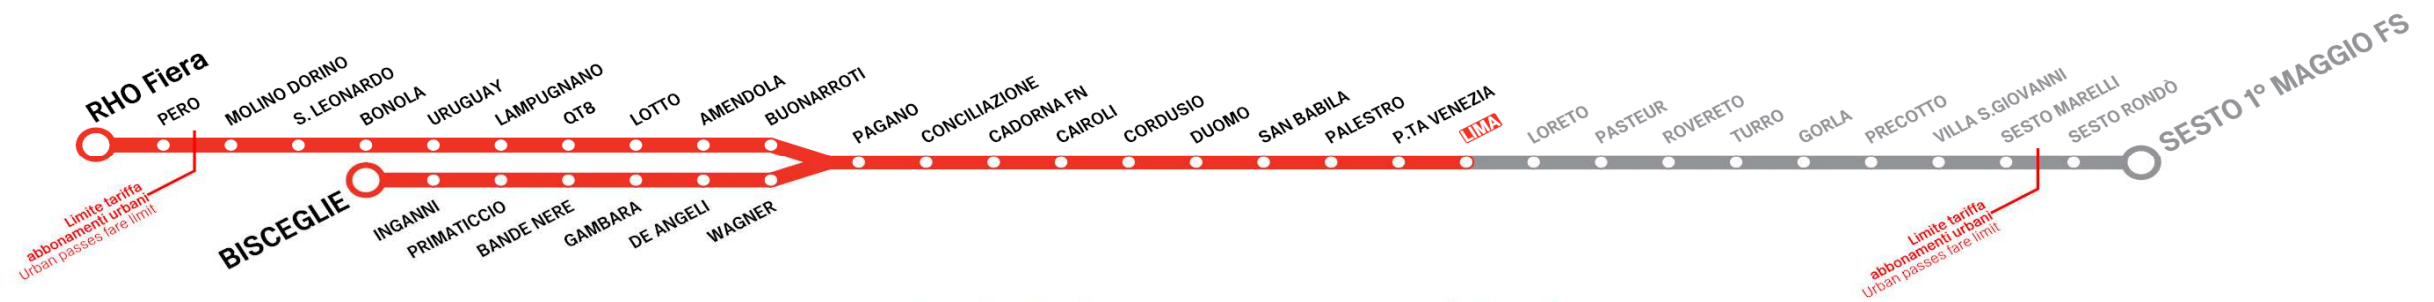 RHO Fiera
PERO
MOLINO DORINO
S. LEONARDO
BONOLA
URUGUAY
LAMPUGNANO
QT8
LOTTO
AMENDOLA
BUONARROTI
PAGANO
CONCILIAZIONE
CADORNA FN
CAIROLI
CORDUSIO
DUOMO
SAN BABILA
PALESTRO
P.TA VENEZIA
LIMA
LORETO
PASTEUR
ROVERETO
TURRO
GORLA
PRECOTTO
VILLA S.GIOVANNI
SESTO MARELLI
SESTO RONDÒ
SESTO 1° MAGGIO FS
Limite tariffa
abbonamenti urbani
Urban passes fare limit
BISCEGLIE
INGANNI
PRIMATICCIO
BANDE NERE
GAMBARA
DE ANGELI
WAGNER
Limite tariffa
abbonamenti urbani
Urban passes fare limit